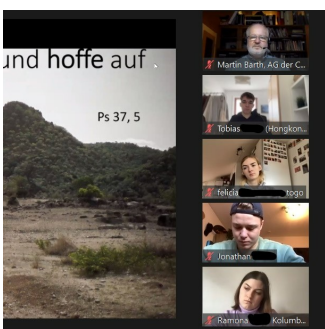 und hoffe auf
Ps 37, 5
Martin Barth, AG der C...
Tobias (Hongkon...
felicia togo
Jonathan
Ramona Kolumb...